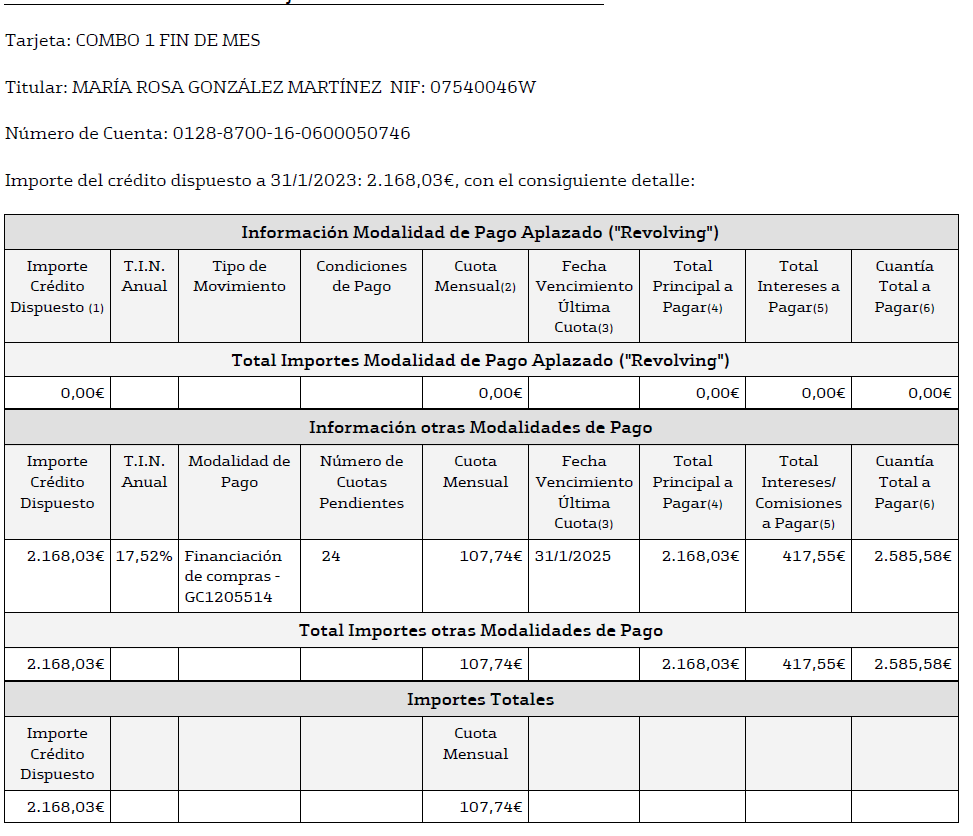 Tarjeta: COMBO 1 FIN DE MES
Titular: MARÍA ROSA GONZÁLEZ MARTÍNEZ NIF: 07540046W
Número de Cuenta: 0128-8700-16-0600050746
Importe del crédito dispuesto a 31/1/2023: 2.168,03€, con el consiguiente detalle:
Información Modalidad de Pago Aplazado ("Revolving")
Importe Crédito Dispuesto (1) T.I.N. Anual Tipo de Movimiento Condiciones de Pago Cuota Mensual(2) Fecha Vencimiento Última Cuota(3) Total Principal a Pagar(4) Total Intereses a Pagar(5) Cuantía Total a Pagar(6)
Total Importes Modalidad de Pago Aplazado ("Revolving")
0,00€ 0,00€ 0,00€ 0,00€ 0,00€
Información otras Modalidades de Pago
Importe Crédito Dispuesto T.I.N. Anual Modalidad de Pago Número de Cuotas Pendientes Cuota Mensual Fecha Vencimiento Última Cuota(3) Total Principal a Pagar(4) Total Intereses/ Comisiones a Pagar(5) Cuantía Total a Pagar(6)
2.168,03€ 17,52% Financiación de compras - GC1205514 24 107,74€ 31/1/2025 2.168,03€ 417,55€ 2.585,58€
Total Importes otras Modalidades de Pago
2.168,03€ 107,74€ 2.168,03€ 417,55€ 2.585,58€
Importes Totales
Importe Crédito Dispuesto Cuota Mensual
2.168,03€ 107,74€